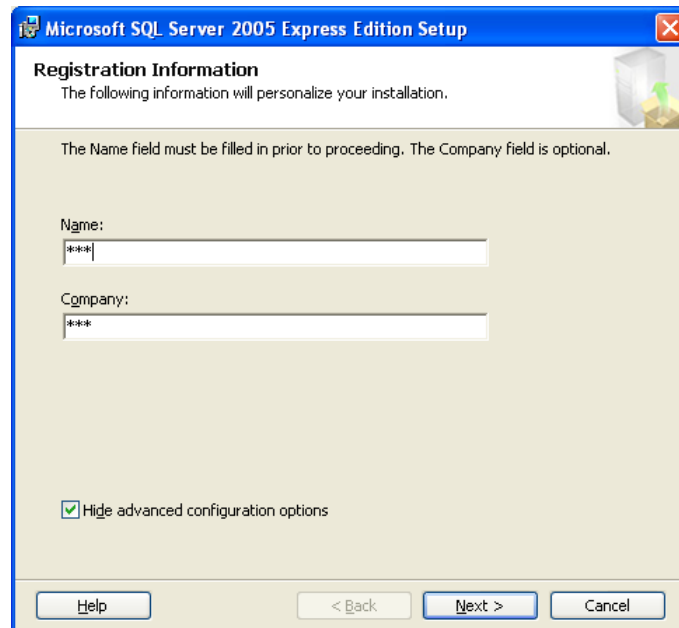 Microsoft SQL Server 2005 Express Edition Setup
Registration Information
The following information will personalize your installation.
The Name field must be filled in prior to proceeding. The Company field is optional.
Name:
***
Company:
***
Hide advanced configuration options
Help
< Back
Next >
Cancel